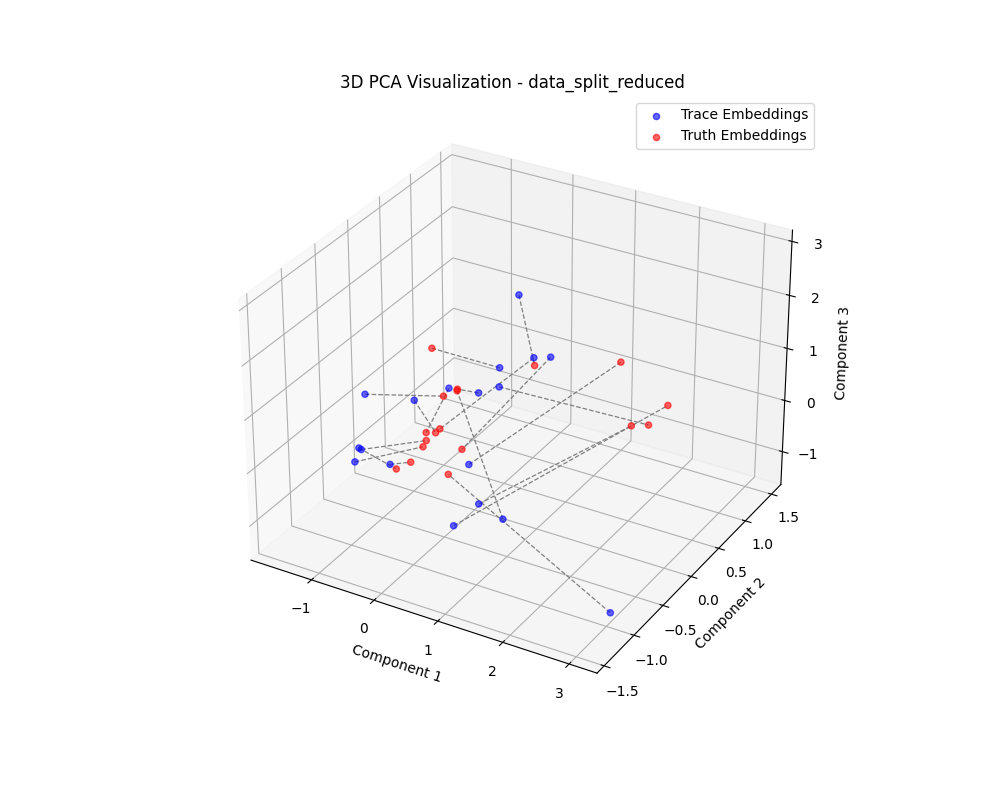 3D PCA Visualization - data_split_reduced
Trace Embeddings
Truth Embeddings
3
2
1
0
−1
Component 3
1.5
1.0
0.5
0.0
−0.5
−1.0
−1.5
Component 2
−1
0
1
2
3
Component 1